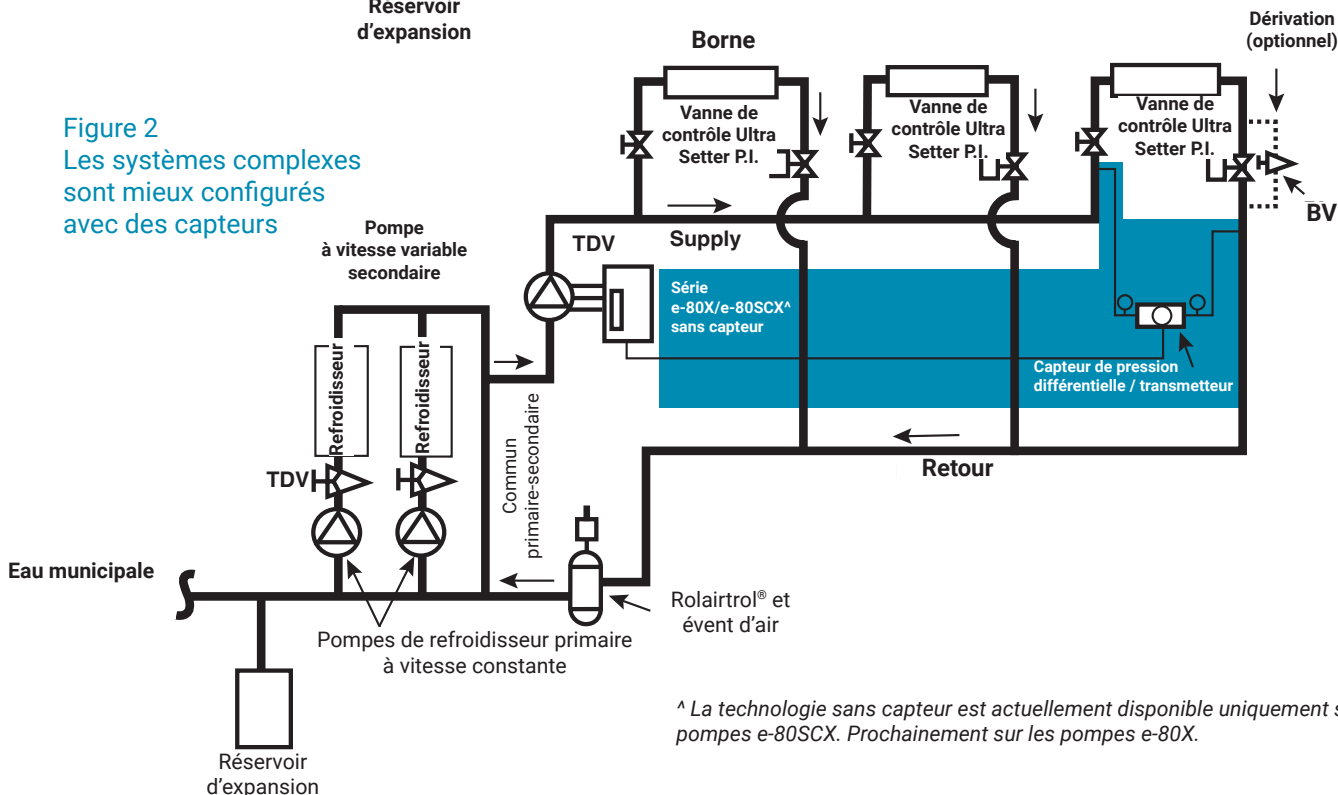 Réservoir
d’expansion
Borne
Dérivation
(optionnel)
Figure 2
Les systèmes complexes
sont mieux configurés
avec des capteurs
Vanne de
contrôle Ultra
Setter P.I.
Vanne de
contrôle Ultra
Setter P.I.
Vanne de
contrôle Ultra
Setter P.I.
BV
Pompe
à vitesse variable
secondaire
TDV
Supply
Série
e-80X/e-80SCX^
sans capteur
Capteur de pression
différentielle / transmetteur
Refroidisseur
Refroidisseur
TDV
Commun
primaire-secondaire
Retour
Eau municipale
Rolairtrol® et
évent d’air
Pompes de refroidisseur primaire
à vitesse constante
Réservoir
d’expansion
^ La technologie sans capteur est actuellement disponible uniquement s
pompes e-80SCX. Prochainement sur les pompes e-80X.